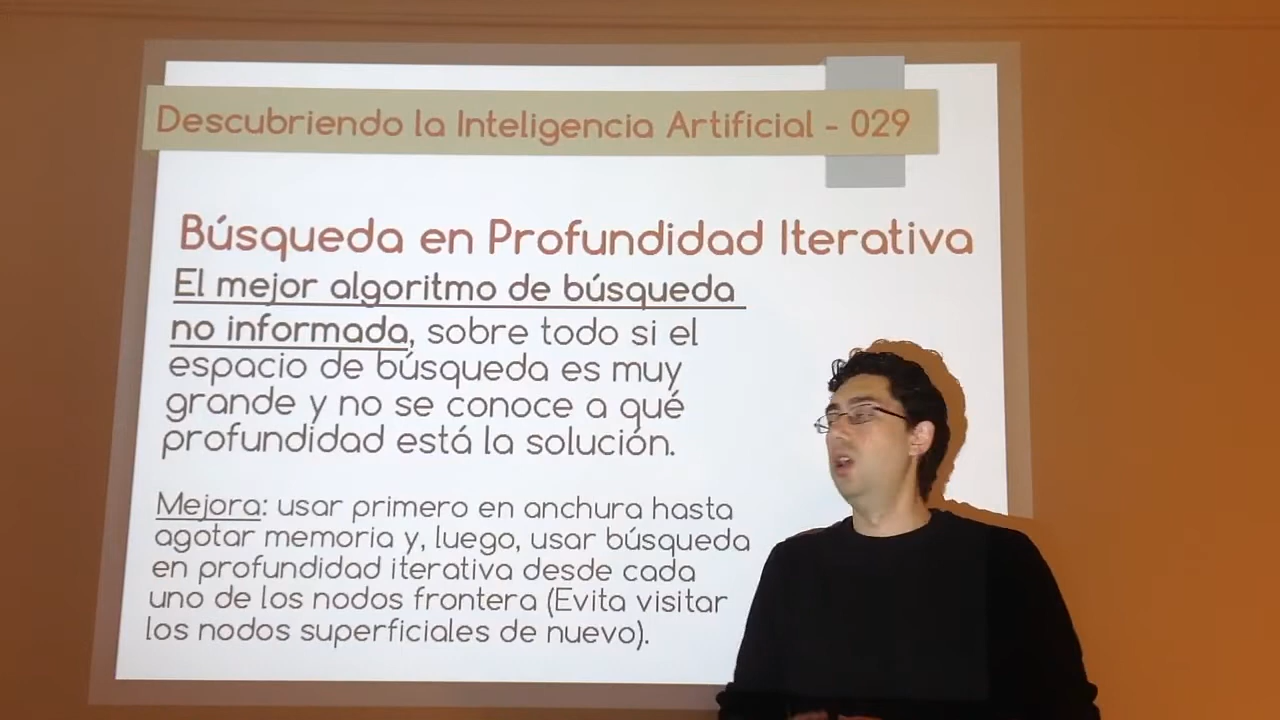 Descubriendo la Inteligencia Artificial - 029
Búsqueda en Profundidad Iterativa
El mejor algoritmo de búsqueda
no informada, sobre todo si el
espacio de búsqueda es muy
grande y no se conoce a qué
profundidad está la solución.
Mejora: usar primero en anchura hasta
agotar memoria y, luego, usar búsqueda
en profundidad iterativa desde cada
uno de los nodos frontera (Evita visitar
los nodos superficiales de nuevo).